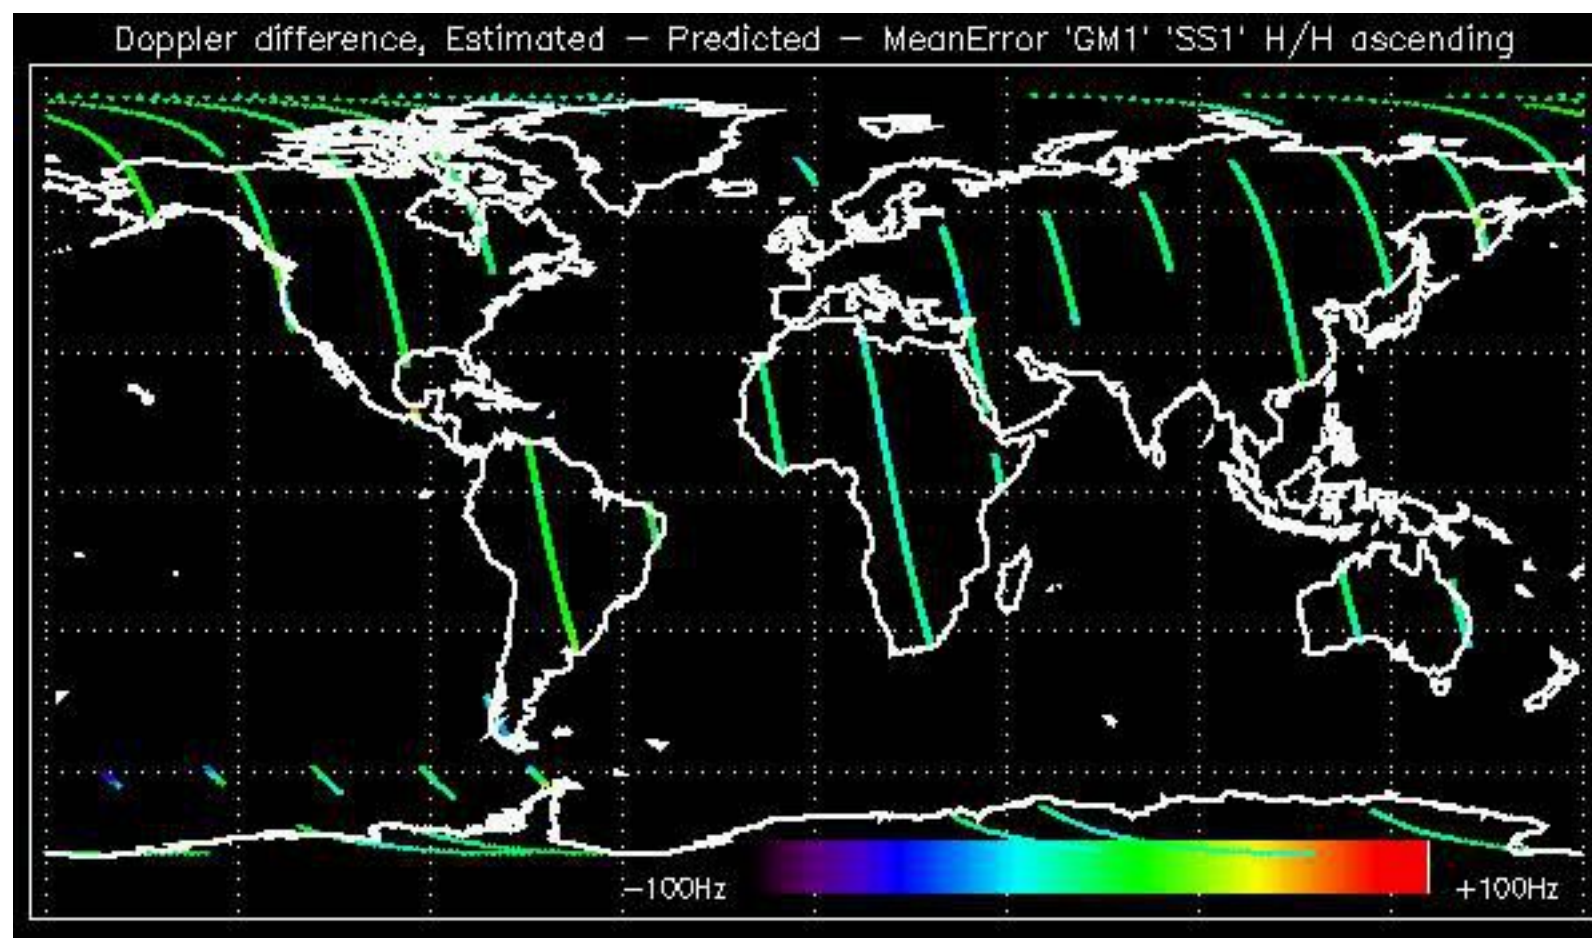 Doppler difference, Estimated – Predicted – MeanError 'GM1' 'SS1' H/H ascending
–100Hz +100Hz